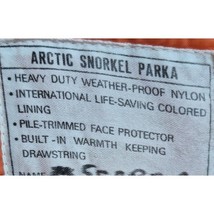 ARCTIC SNORKEL PARKA
• HEAVY DUTY WEATHER-PROOF NYLON
• INTERNATIONAL LIFE-SAVING COLORED
LINING
• PILE-TRIMMED FACE PROTECTOR
• BUILT-IN WARMTH KEEPING
DRAWSTRING
NAME